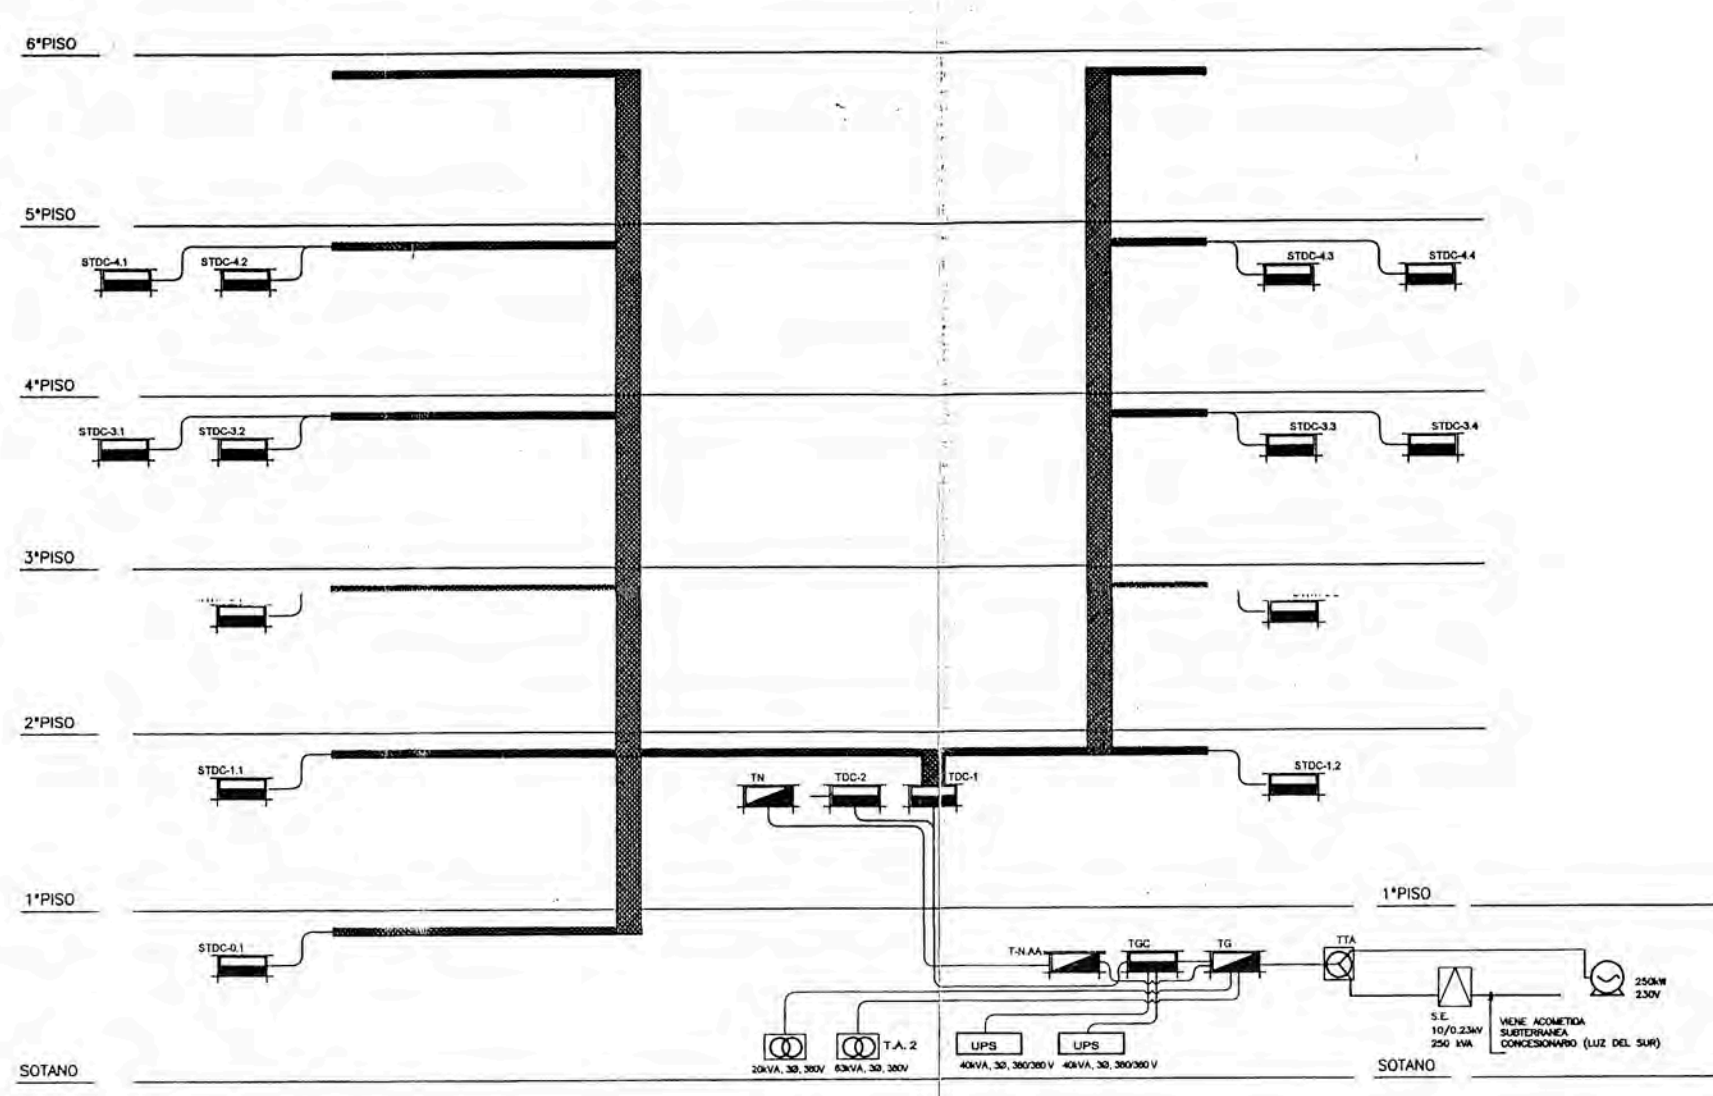 6°PISO
5°PISO
STDC-4.1
STDC-4.2
STDC-4.3
STDC-4.4
4°PISO
STDC-3.1
STDC-3.2
STDC-3.3
STDC-3.4
3°PISO
2°PISO
STDC-1.1
TN
TDC-2
TDC-1
STDC-1.2
1°PISO
1°PISO
STDC-0.1
T-N.AA
TGC
TG
TTA
250kW
230V
S.E.
10/0.23kV
250 kVA
VIENE ACOMETIDA
SUBTERRANEA
CONCESIONARIO (LUZ DEL SUR)
T.A. 2
UPS
UPS
20kVA, 3Ø, 380V
63kVA, 3Ø, 380V
40kVA, 3Ø, 380/380 V
40kVA, 3Ø, 380/380 V
SOTANO
SOTANO